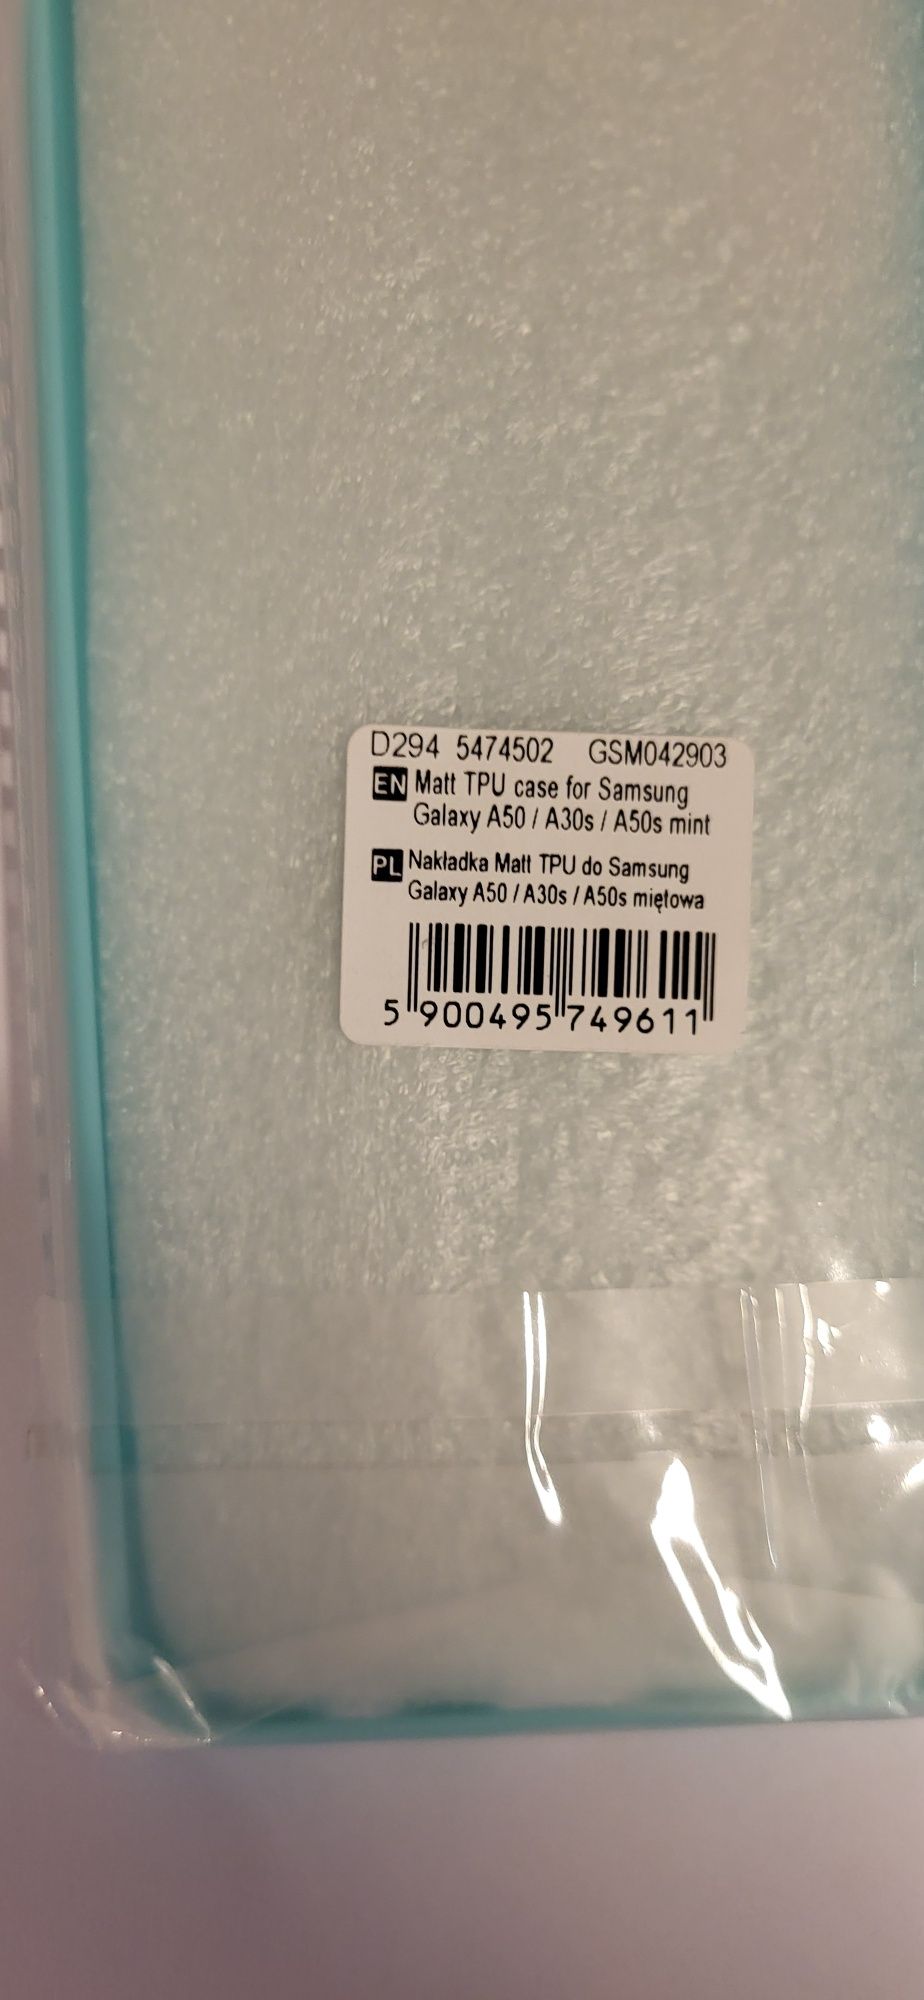 D294 5474502 GSM042903
EN Matt TPU case for Samsung
Galaxy A50 / A30s / A50s mint
PL Nakładka Matt TPU do Samsung
Galaxy A50 / A30s / A50s miętowa
5 900495 749611